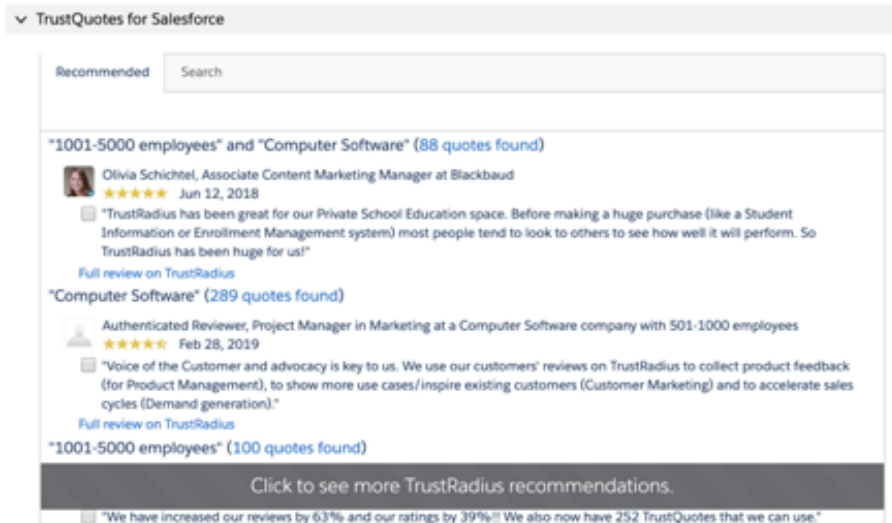 TrustQuotes for Salesforce
Recommended
Search
"1001-5000 employees" and "Computer Software" (88 quotes found)
Olivia Schichtel, Associate Content Marketing Manager at Blackbaud
Jun 12, 2018
"TrustRadius has been great for our Private School Education space. Before making a huge purchase (like a Student
Information or Enrollment Management system) most people tend to look to others to see how well it will perform. So
TrustRadius has been huge for us!"
Full review on TrustRadius
"Computer Software" (289 quotes found)
Authenticated Reviewer, Project Manager in Marketing at a Computer Software company with 501-1000 employees
Feb 28, 2019
"Voice of the Customer and advocacy is key to us. We use our customers' reviews on TrustRadius to collect product feedback
(for Product Management), to show more use cases/inspire existing customers (Customer Marketing) and to accelerate sales
cycles (Demand generation)."
Full review on TrustRadius
"1001-5000 employees" (100 quotes found)
Click to see more TrustRadius recommendations.
"We have increased our reviews by 63% and our ratings by 39%!! We also now have 252 TrustQuotes that we can use."